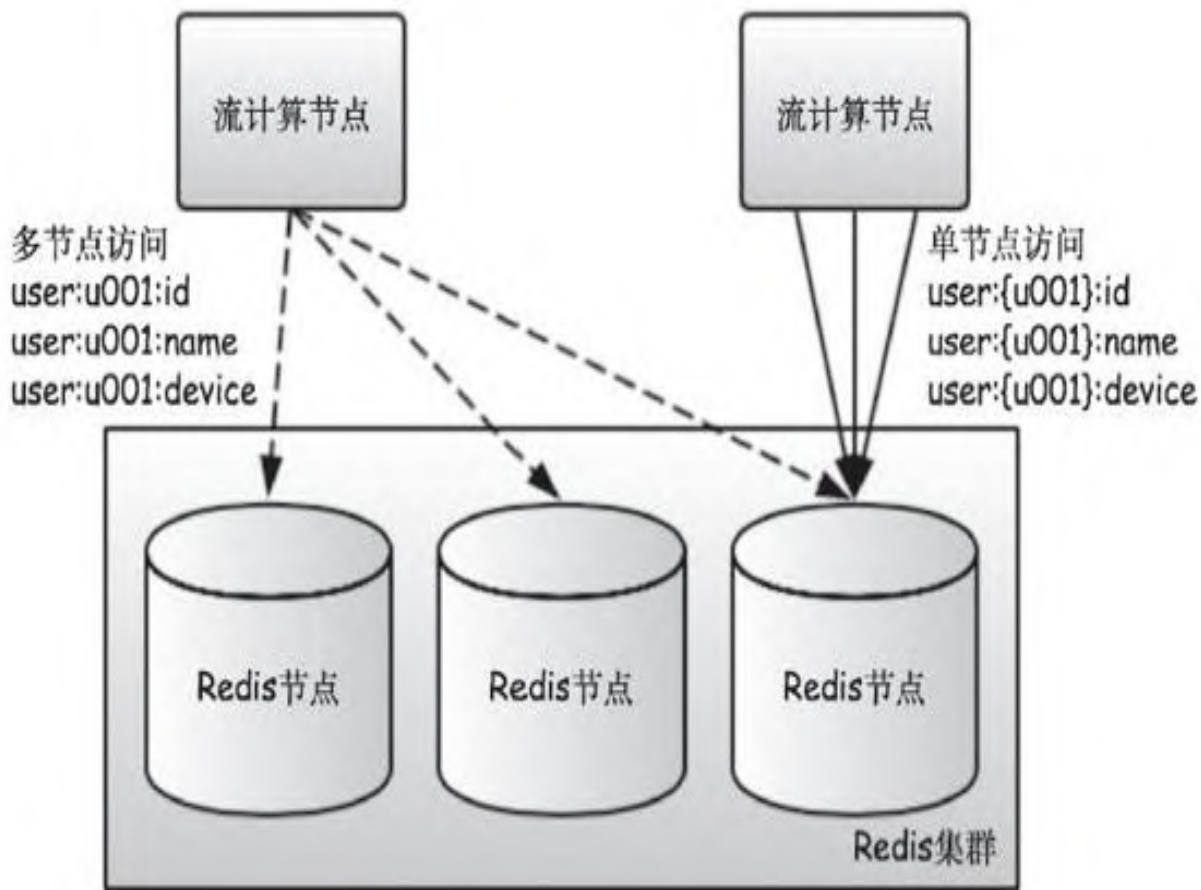 流计算节点
流计算节点
多节点访问
user:u001:id
user:u001:name
user:u001:device
单节点访问
user:{u001}:id
user:{u001}:name
user:{u001}:device
Redis节点
Redis节点
Redis节点
Redis集群